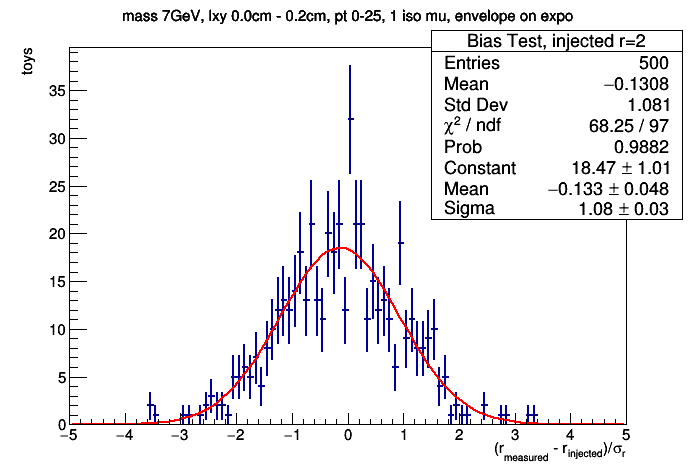 mass 7GeV, lxy 0.0cm - 0.2cm, pt 0-25, 1 iso mu, envelope on expo
Bias Test, injected r=2
Entries 500
Mean −0.1308
Std Dev 1.081
χ² / ndf 68.25 / 97
Prob 0.9882
Constant 18.47 ± 1.01
Mean −0.133 ± 0.048
Sigma 1.08 ± 0.03
toys
35
30
25
20
15
10
5
0
−5 −4 −3 −2 −1 0 1 2 3 4 5
(r_measured - r_injected)/σ_r